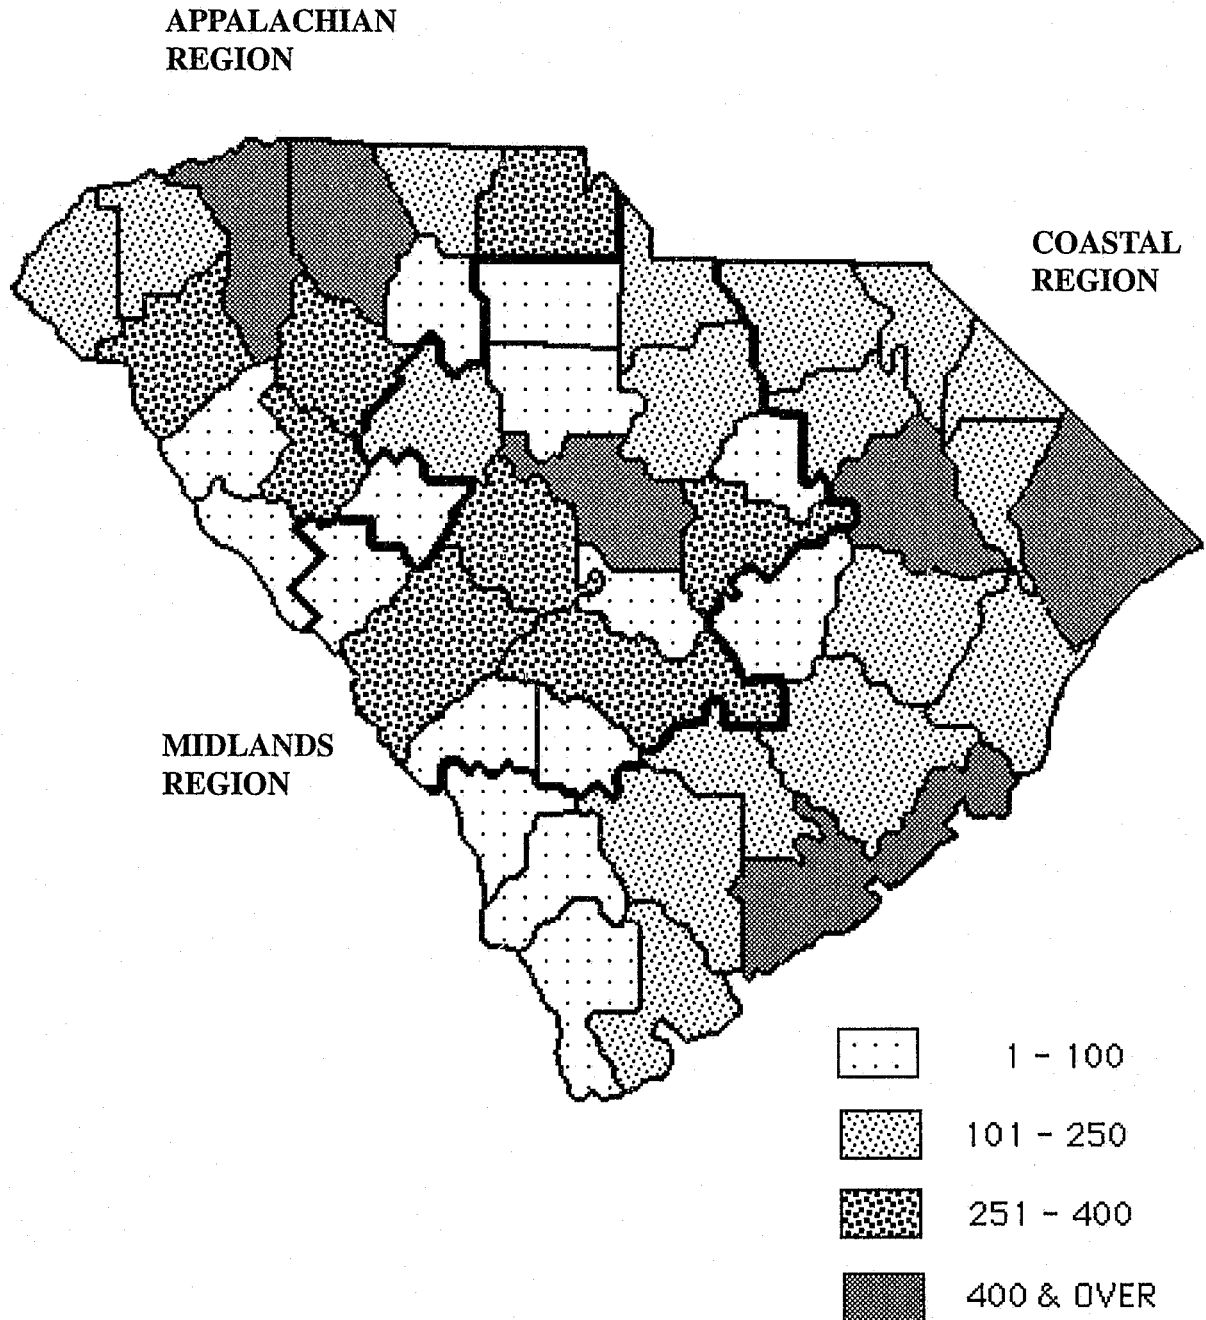 APPALACHIAN
REGION
COASTAL
REGION
MIDLANDS
REGION
1 - 100
101 - 250
251 - 400
400 & OVER